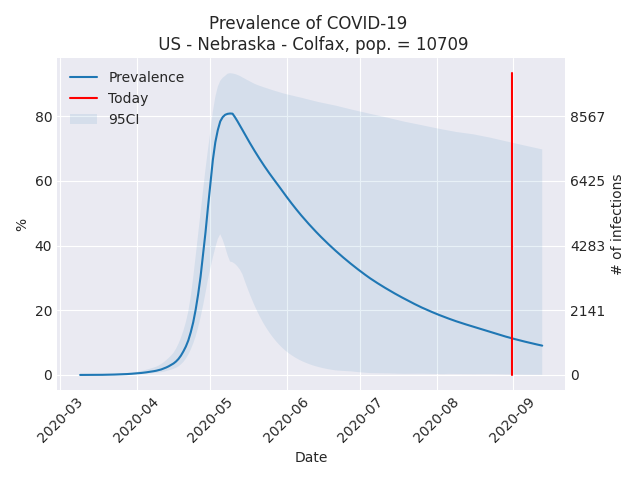 Prevalence of COVID-19
US - Nebraska - Colfax, pop. = 10709
Prevalence
Today
95CI
%
80
60
40
20
0
8567
6425
4283
2141
0
# of infections
2020-03
2020-04
2020-05
2020-06
2020-07
2020-08
2020-09
Date